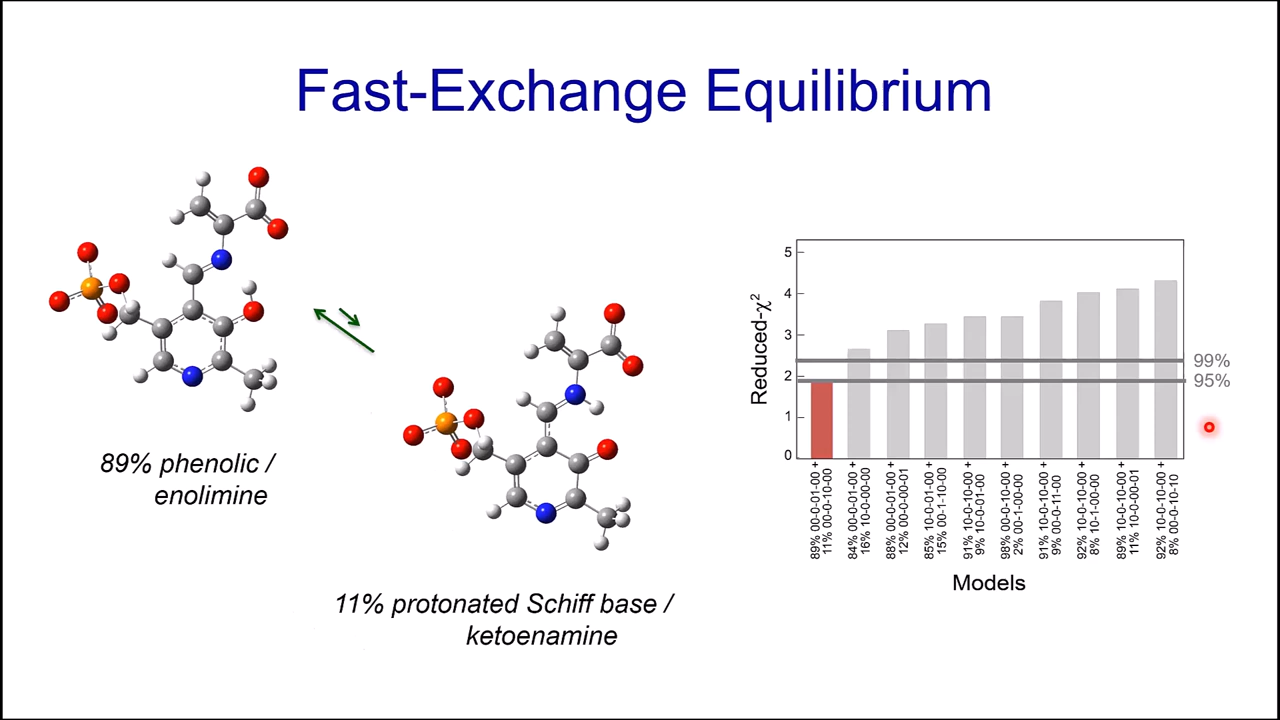 Fast-Exchange Equilibrium
89% phenolic /
enolimine
11% protonated Schiff base /
ketoenamine
Reduced-χ²
5
4
3
2
1
0
99%
95%
89% 00-0-01-00 +
11% 00-0-10-00
84% 00-0-01-00 +
16% 10-0-00-00
88% 00-0-01-00 +
12% 00-0-00-01
85% 10-0-01-00 +
15% 00-1-10-00
91% 10-0-10-00 +
9% 10-0-01-00
98% 00-0-10-00 +
2% 00-1-00-00
91% 10-0-10-00 +
9% 00-0-11-00
92% 10-0-10-00 +
8% 10-1-00-00
89% 10-0-10-00 +
11% 10-0-00-01
92% 10-0-10-00 +
8% 00-0-10-10
Models